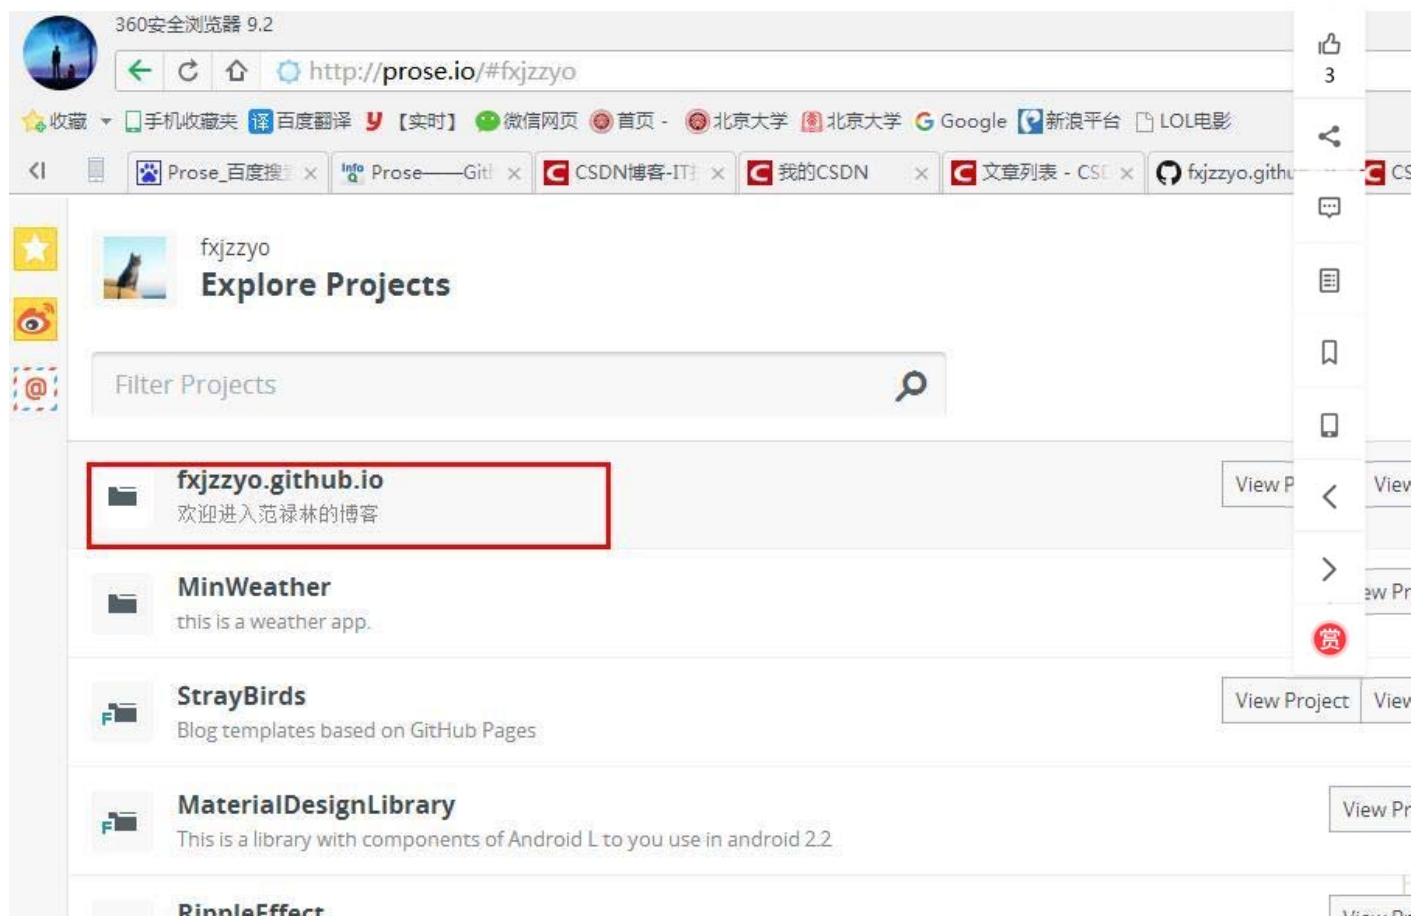 360安全浏览器 9.2
3
http://prose.io/#fxjzzyo
收藏 手机收藏夹 译 百度翻译 【实时】 微信网页 首页 - 北京大学 北京大学 Google 新浪平台 LOL电影
Prose_百度搜 Prose——Git CSDN博客-IT 我的CSDN 文章列表 - CS fxjzzyo.githu CS
fxjzzyo
Explore Projects
Filter Projects
fxjzzyo.github.io
欢迎进入范禄林的博客
View P View
MinWeather
this is a weather app.
ew Pr
赏
StrayBirds
Blog templates based on GitHub Pages
View Project View
MaterialDesignLibrary
This is a library with components of Android L to you use in android 2.2
View Pr
RippleEffect